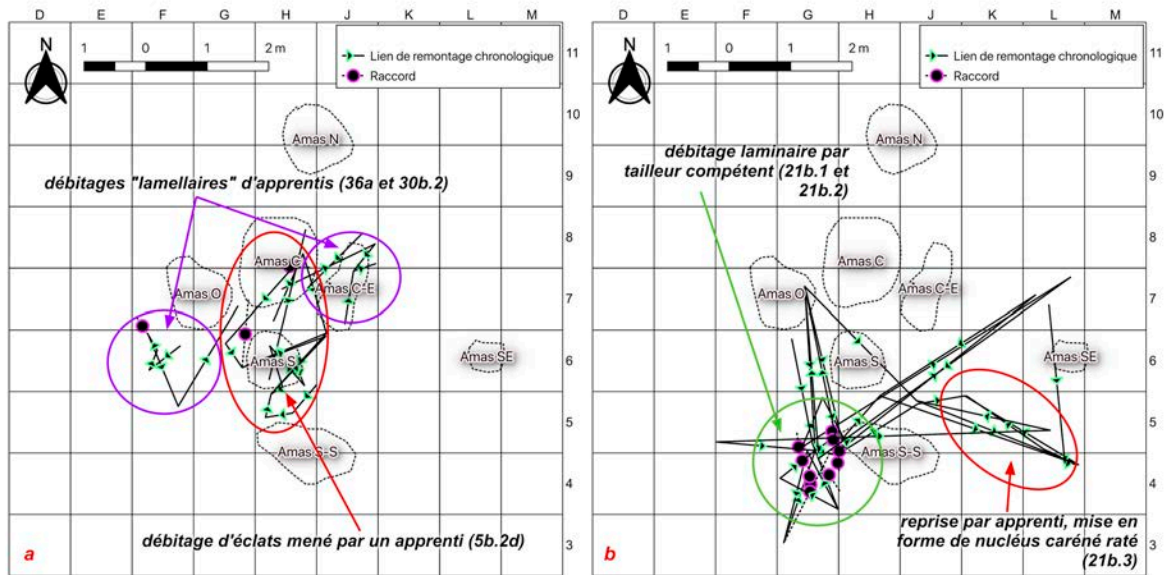 D E F G H J K L M
11
10
9
8
7
6
5
4
3
N
1 0 1 2 m
Lien de remontage chronologique
Raccord
Amas N
débitages "lamellaires" d'apprentis (36a et 30b.2)
Amas C
Amas O
Amas C-E
Amas S
Amas SE
Amas S-S
débitage d'éclats mené par un apprenti (5b.2d)
a
D E F G H J K L M
11
10
9
8
7
6
5
4
3
N
1 0 1 2 m
Lien de remontage chronologique
Raccord
Amas N
débitage laminaire par
tailleur compétent (21b.1 et
21b.2)
Amas C
Amas O
Amas C-E
Amas S
Amas SE
Amas S-S
reprise par apprenti, mise en
forme de nucléus caréné raté
(21b.3)
b